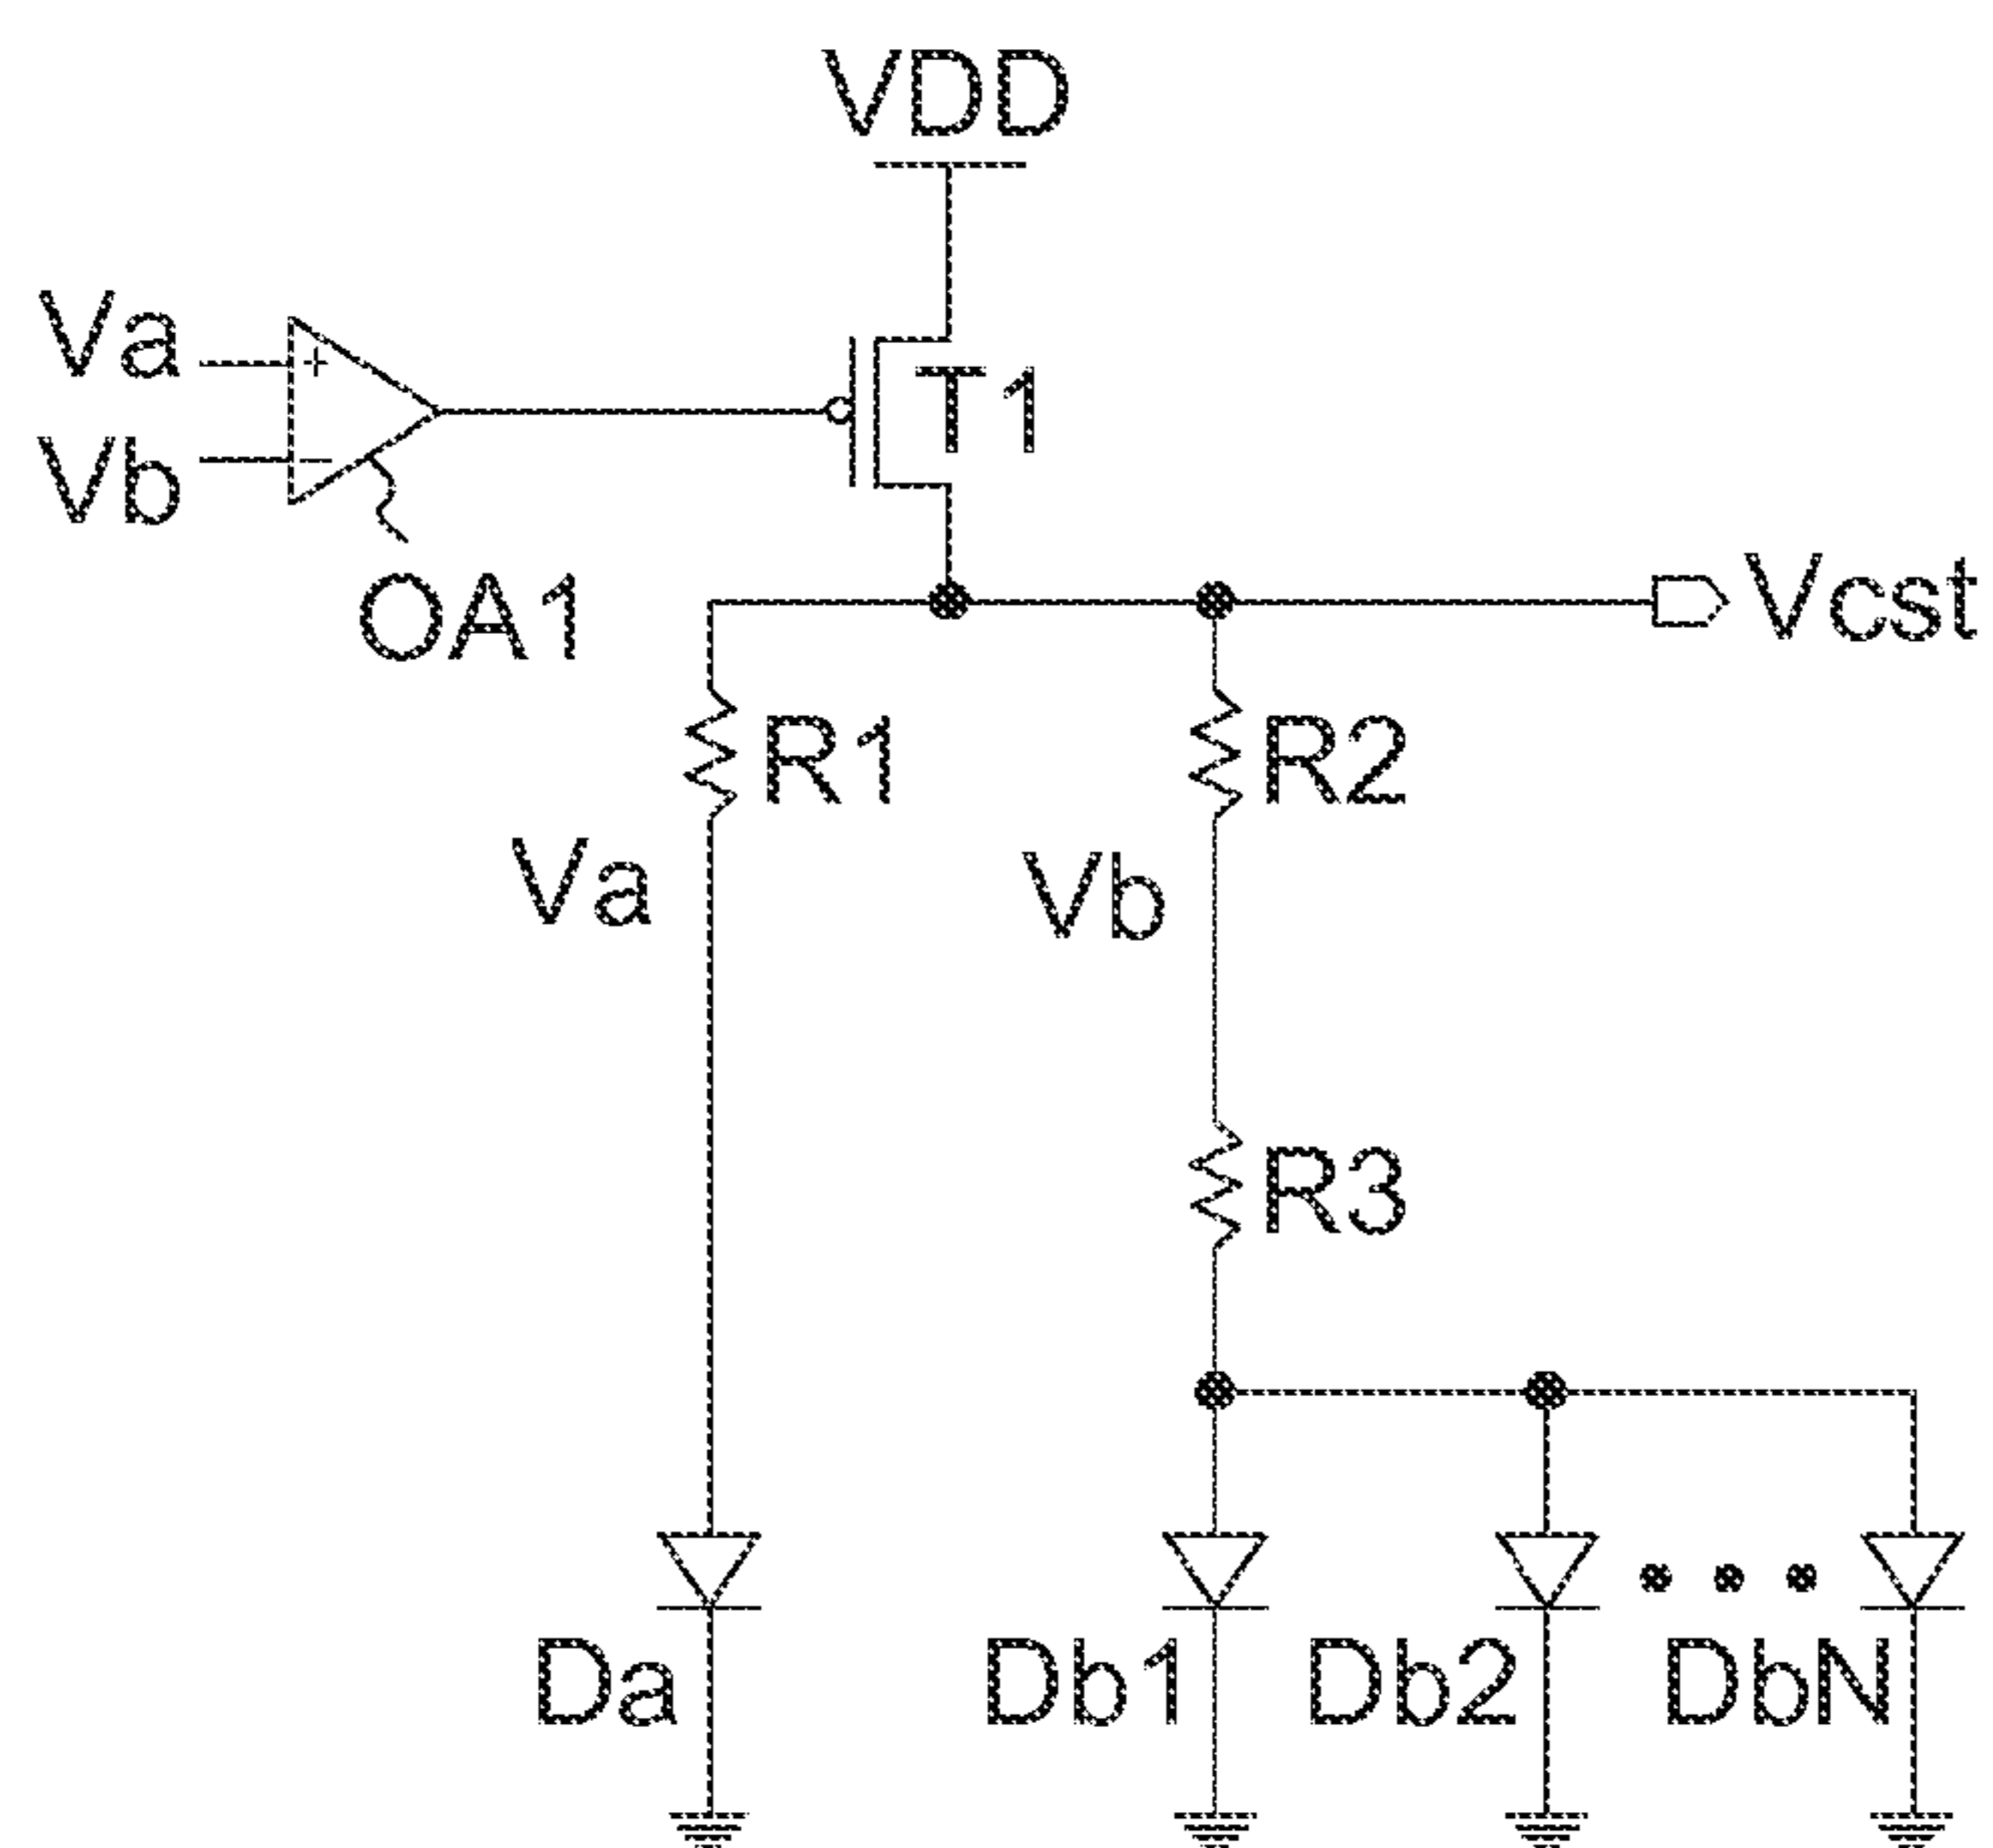 VDD
Va
+
T1
Vb
−
OA1
Vcst
R1
R2
Va
Vb
R3
Da
Db1
Db2
DbN